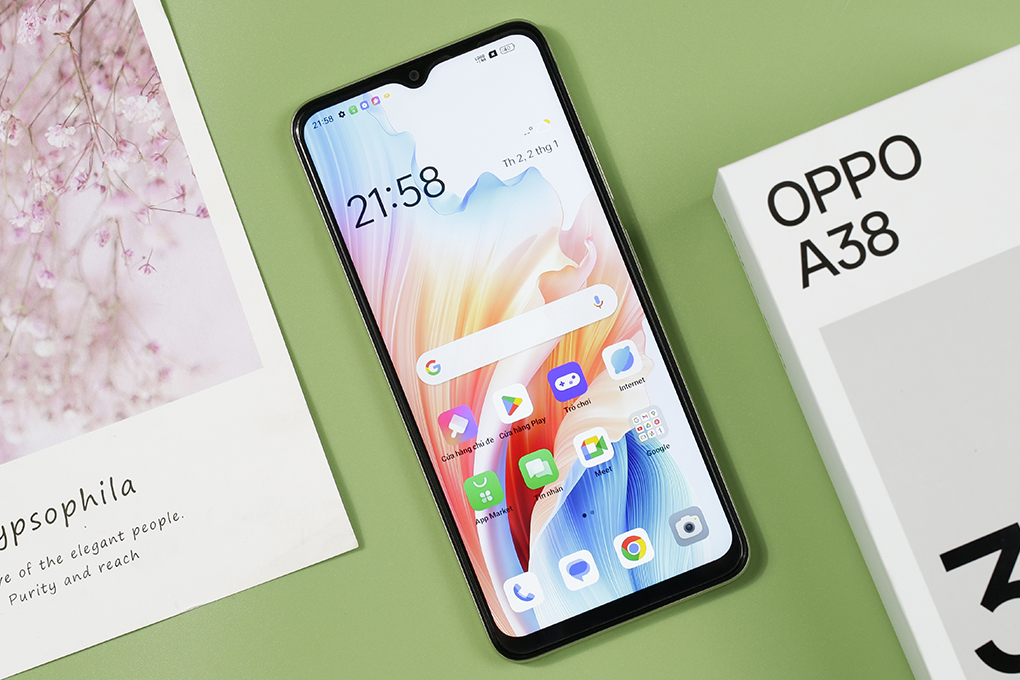 21:58
Th 2, 2 thg 1
21:58
Cửa hàng chủ đề
Cửa hàng Play
Trò chơi
Internet
App Market
Tin nhắn
Meet
Google
OPPO
A38
3
ypsophila
re of the elegant people.
Purity and reach